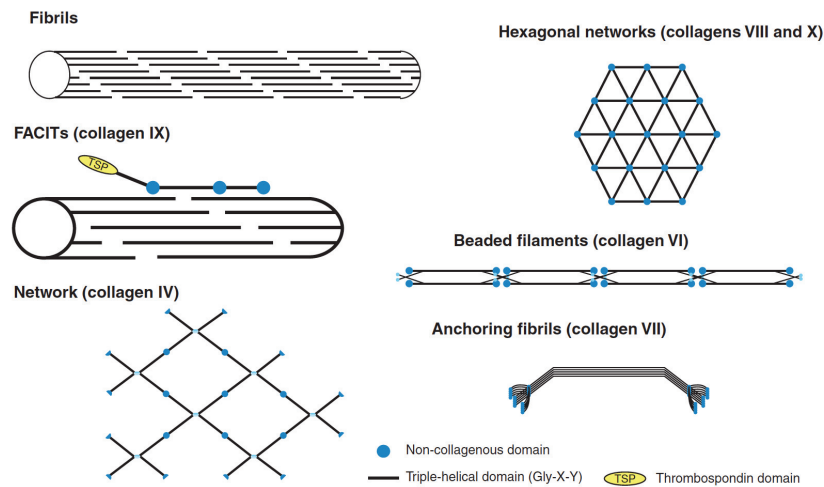 Fibrils
FACITs (collagen IX)
TSP
Network (collagen IV)
Hexagonal networks (collagens VIII and X)
Beaded filaments (collagen VI)
Anchoring fibrils (collagen VII)
Non-collagenous domain
Triple-helical domain (Gly-X-Y)
TSP Thrombospondin domain